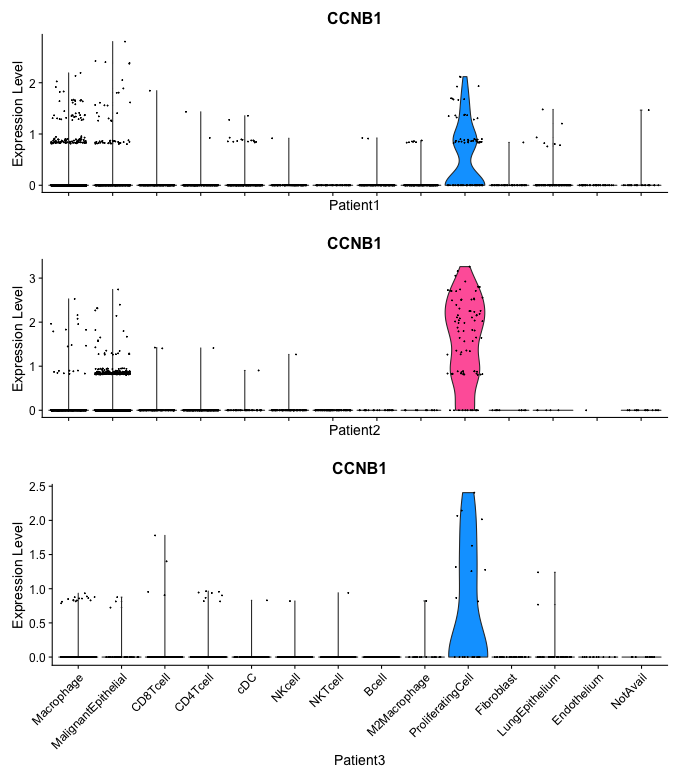 CCNB1
Expression Level
2
1
0
Patient1
CCNB1
Expression Level
3
2
1
0
Patient2
CCNB1
Expression Level
2.5
2.0
1.5
1.0
0.5
0.0
Macrophage
MalignantEpithelial
CD8Tcell
CD4Tcell
cDC
NKcell
NKTcell
Bcell
M2Macrophage
ProliferatingCell
Fibroblast
LungEpithelium
Endothelium
NotAvail
Patient3